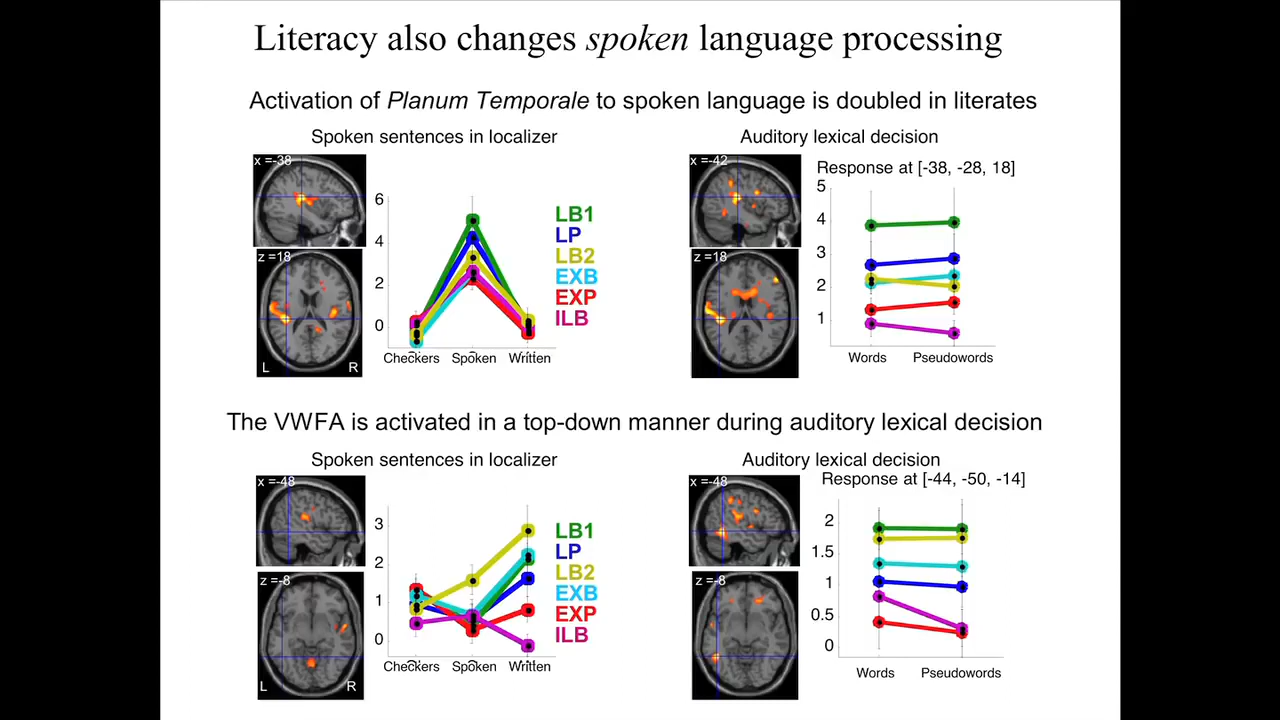 Literacy also changes spoken language processing
Activation of Planum Temporale to spoken language is doubled in literates
Spoken sentences in localizer
Auditory lexical decision
x =-38
z =18
L
R
6
4
2
0
Checkers
Spoken
Written
LB1
LP
LB2
EXB
EXP
ILB
x =-42
z =18
Response at [-38, -28, 18]
5
4
3
2
1
Words
Pseudowords
The VWFA is activated in a top-down manner during auditory lexical decision
Spoken sentences in localizer
Auditory lexical decision
x =-48
z =-8
L
R
3
2
1
0
Checkers
Spoken
Written
LB1
LP
LB2
EXB
EXP
ILB
x =-48
z =-8
Response at [-44, -50, -14]
2
1.5
1
0.5
0
Words
Pseudowords